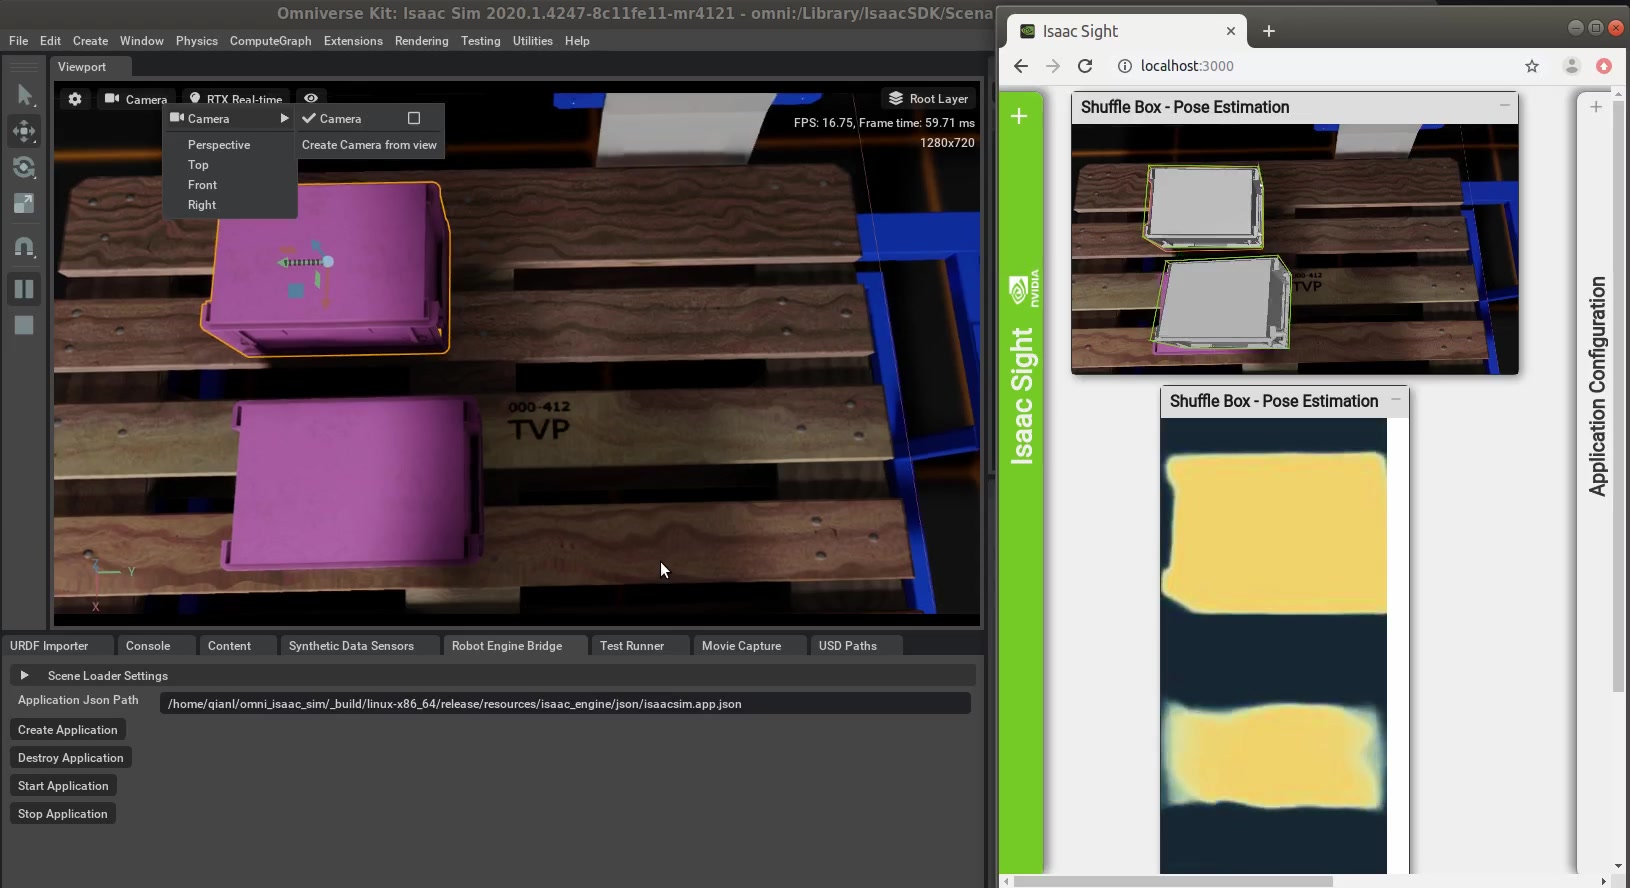 Omniverse Kit: Isaac Sim 2020.1.4247-8c11fe11-mr4121 - omni:/Library/IsaacSDK/Scena
File Edit Create Window Physics ComputeGraph Extensions Rendering Testing Utilities Help
Viewport
Camera RTX Real-time Root Layer
Camera Camera
Perspective Create Camera from view
Top
Front
Right
FPS: 16.75, Frame time: 59.71 ms
1280x720
000-412
TVP
Z
Y
X
URDF Importer Console Content Synthetic Data Sensors Robot Engine Bridge Test Runner Movie Capture USD Paths
Scene Loader Settings
Application Json Path /home/qianl/omni_isaac_sim/_build/linux-x86_64/release/resources/isaac_engine/json/isaacsim.app.json
Create Application
Destroy Application
Start Application
Stop Application
Isaac Sight
localhost:3000
Isaac Sight
NVIDIA
Shuffle Box - Pose Estimation
000-412
TVP
Shuffle Box - Pose Estimation
Application Configuration